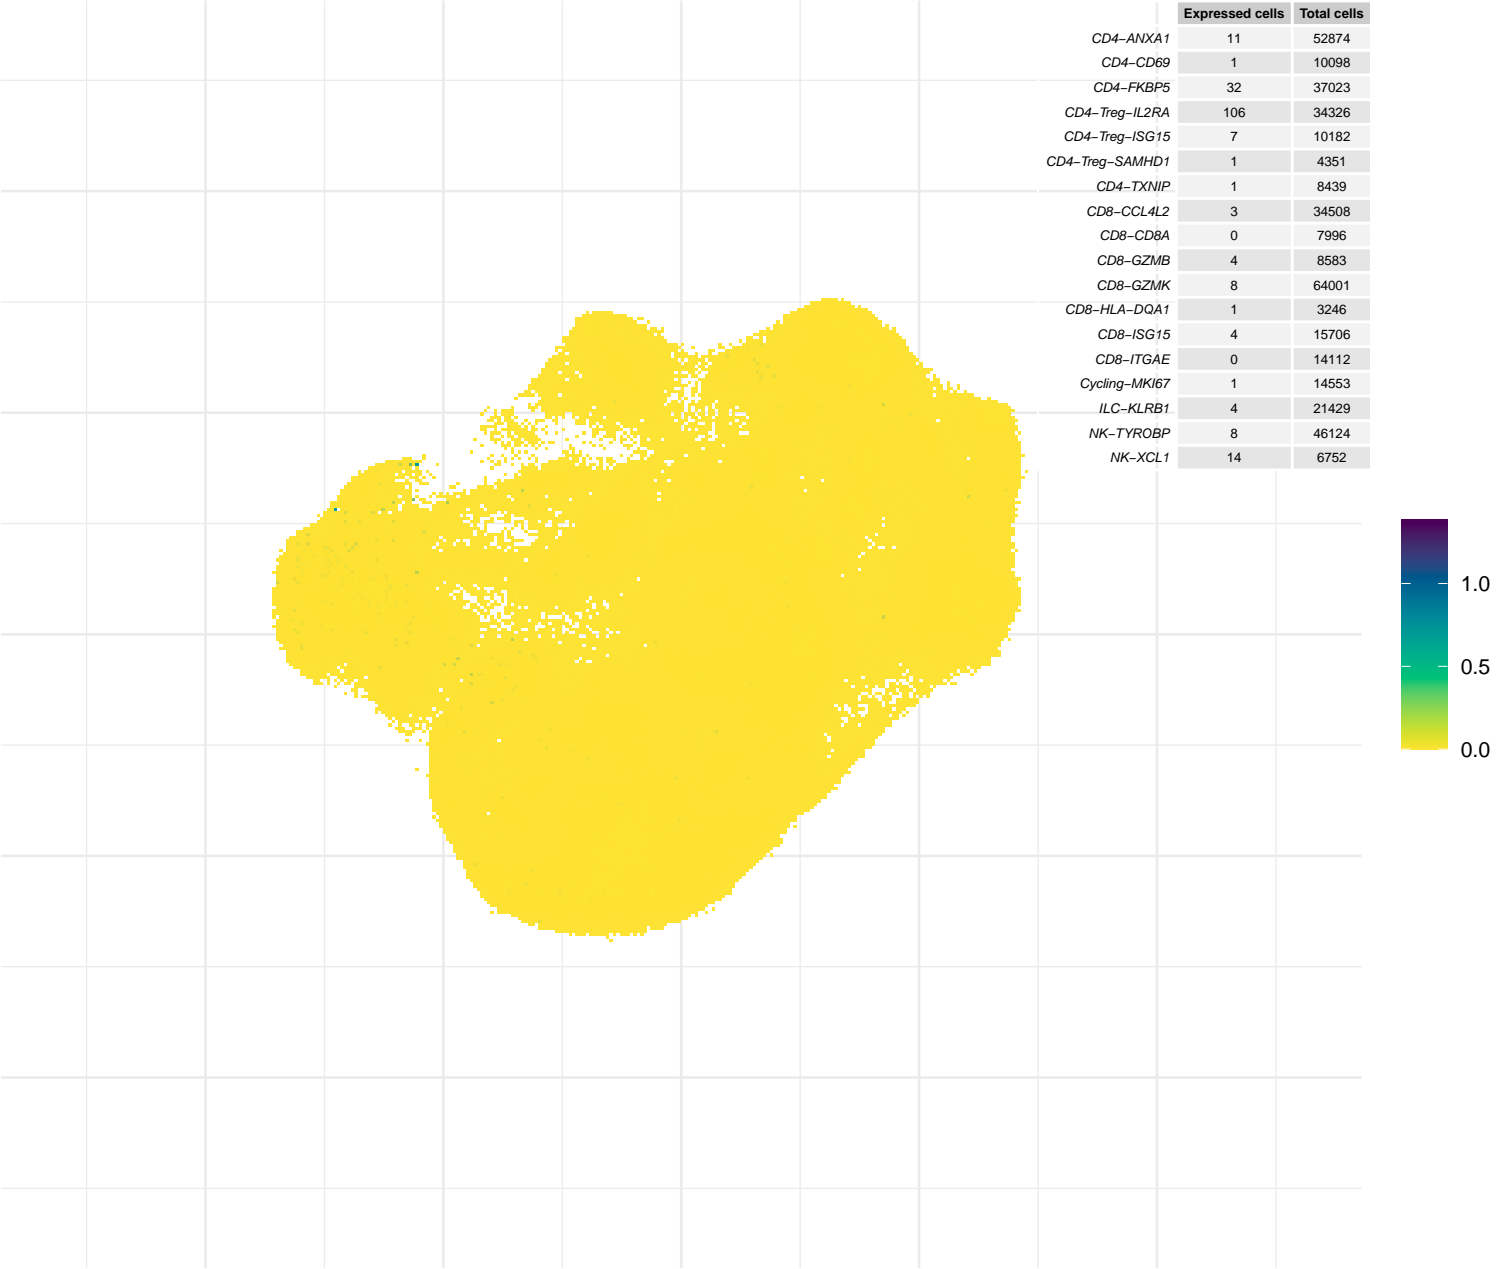 Expressed cells Total cells
CD4−ANXA1 11 52874
CD4−CD69 1 10098
CD4−FKBP5 32 37023
CD4−Treg−IL2RA 106 34326
CD4−Treg−ISG15 7 10182
CD4−Treg−SAMHD1 1 4351
CD4−TXNIP 1 8439
CD8−CCL4L2 3 34508
CD8−CD8A 0 7996
CD8−GZMB 4 8583
CD8−GZMK 8 64001
CD8−HLA−DQA1 1 3246
CD8−ISG15 4 15706
CD8−ITGAE 0 14112
Cycling−MKI67 1 14553
ILC−KLRB1 4 21429
NK−TYROBP 8 46124
NK−XCL1 14 6752
1.0
0.5
0.0